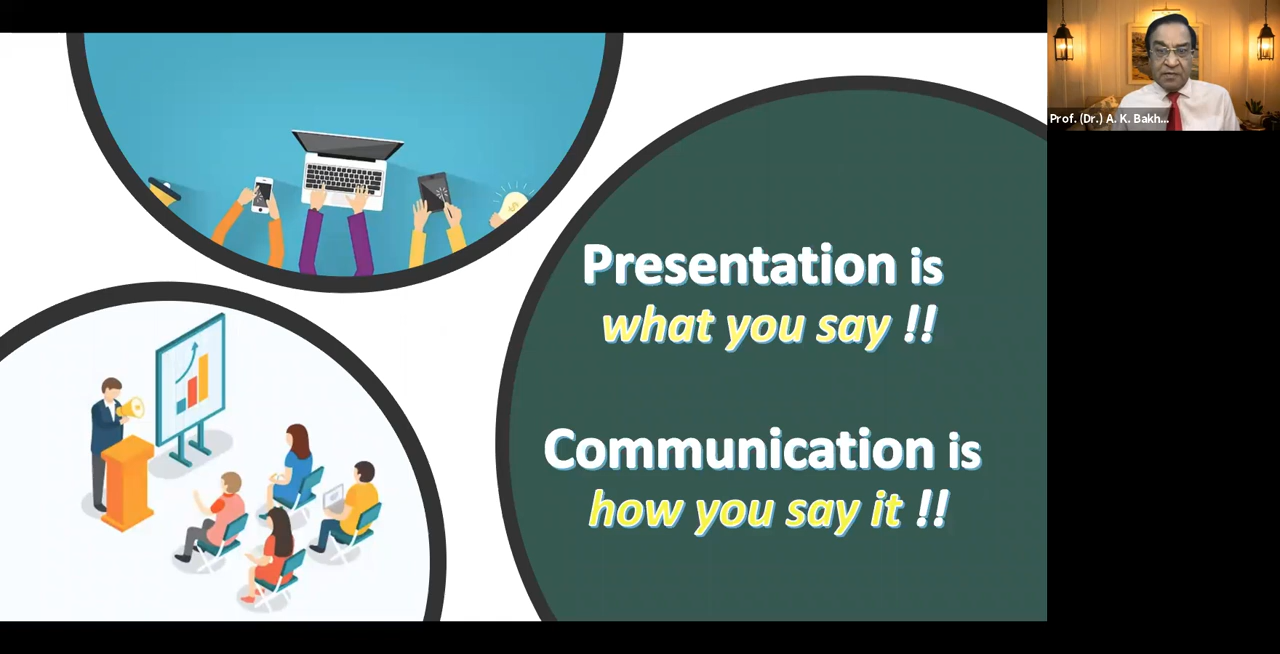 Presentation is
what you say !!
Communication is
how you say it !!
Prof. (Dr.) A. K. Bakh...